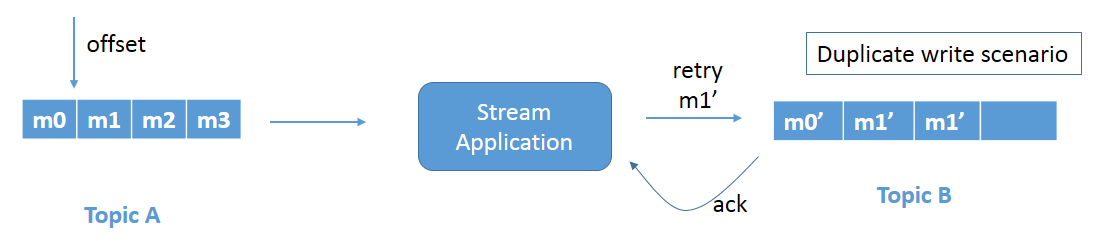 offset
Duplicate write scenario
retry
m1’
m0 m1 m2 m3
Stream
Application
m0’ m1’ m1’
ack
Topic A
Topic B